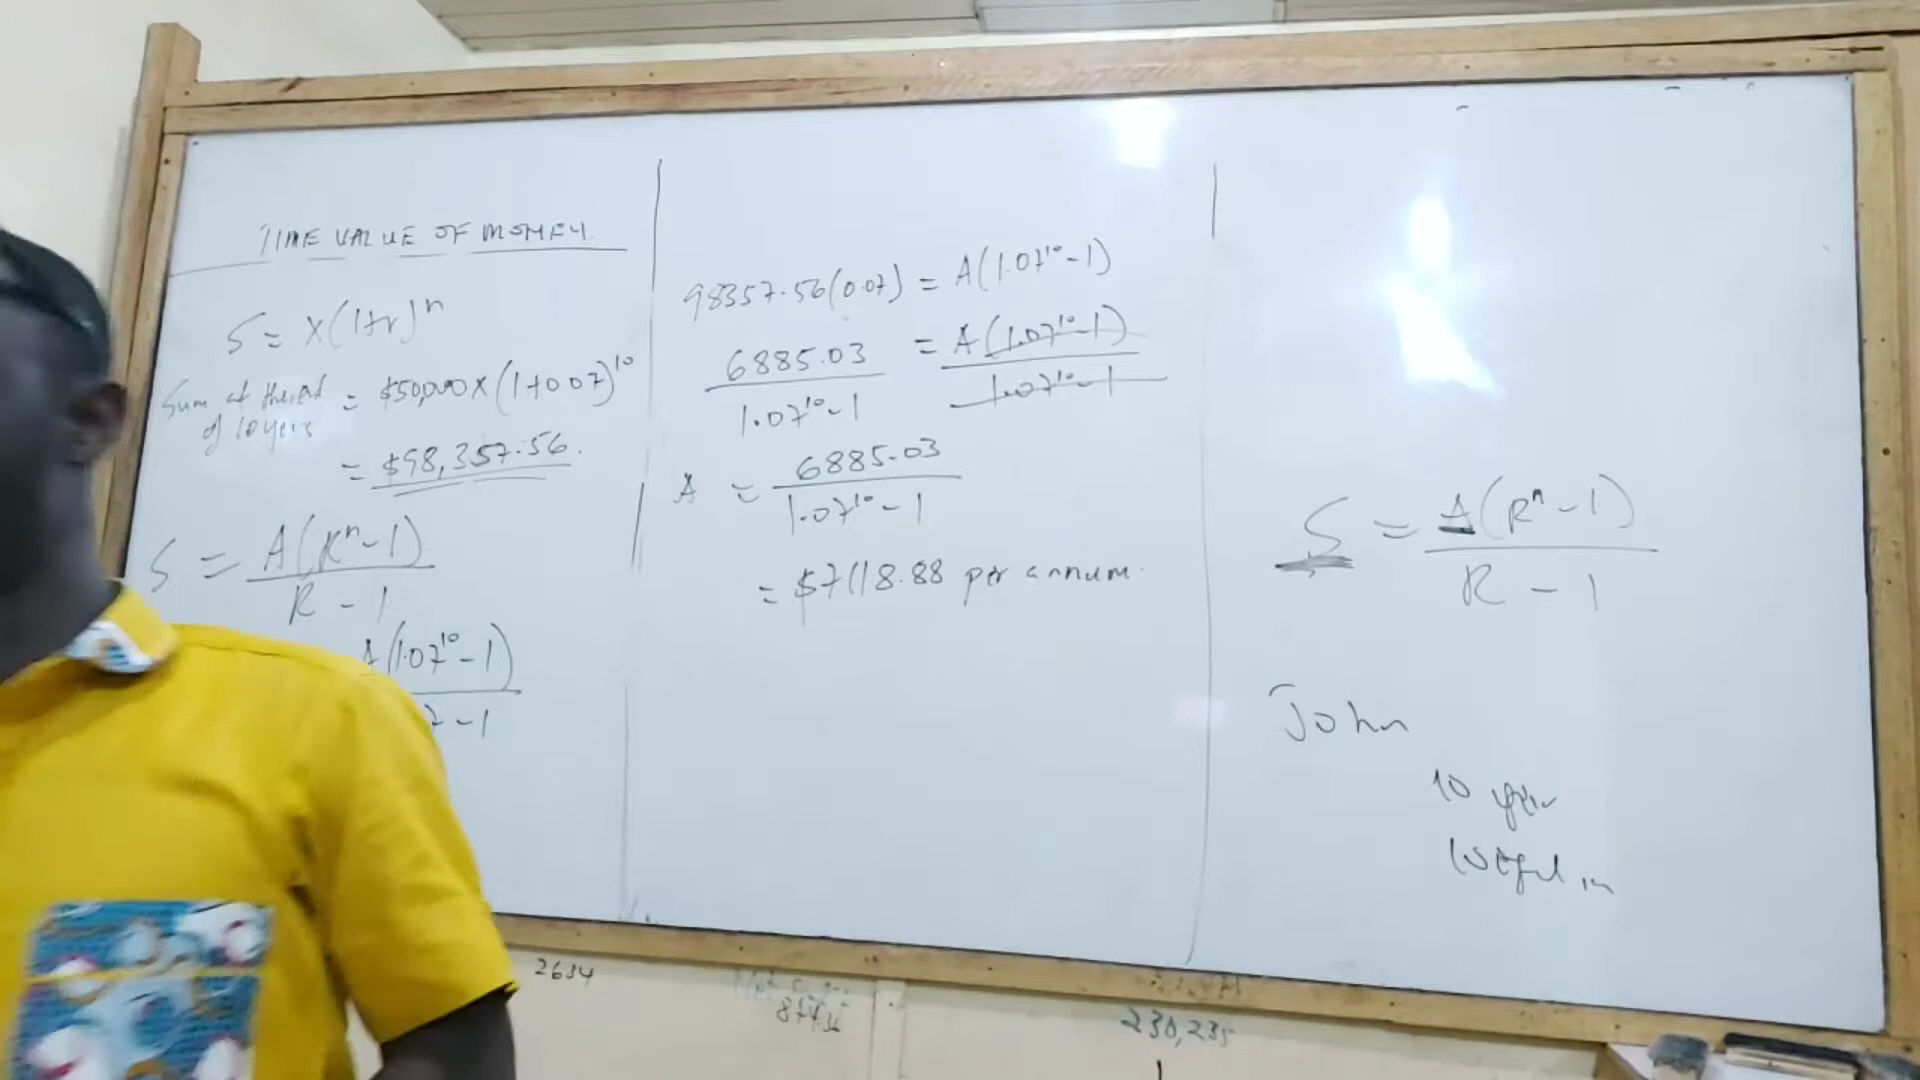 TIME VALUE OF MONEY
S = X(1+r)^n
Sum at the end = $50,000 X (1+0.07)^10
of 10 years
= $98,357.56.
S = A(R^n - 1)
R - 1
A(1.07^10 - 1)
7 - 1
98357.56(0.07) = A(1.07^10 - 1)
6885.03 = A(1.07^10 - 1)
1.07^10 - 1 1.07^10 - 1
A = 6885.03
1.07^10 - 1
= $7118.88 per annum.
S = A(R^n - 1)
R - 1
John
10 year
2634
230,235